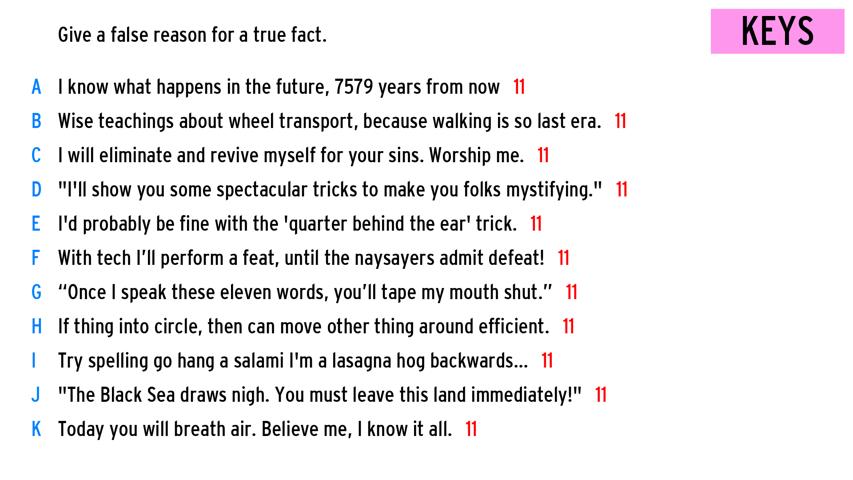 Give a false reason for a true fact.
KEYS
A I know what happens in the future, 7579 years from now 11
B Wise teachings about wheel transport, because walking is so last era. 11
C I will eliminate and revive myself for your sins. Worship me. 11
D "I'll show you some spectacular tricks to make you folks mystifying." 11
E I'd probably be fine with the 'quarter behind the ear' trick. 11
F With tech I’ll perform a feat, until the naysayers admit defeat! 11
G “Once I speak these eleven words, you’ll tape my mouth shut.” 11
H If thing into circle, then can move other thing around efficient. 11
I Try spelling go hang a salami I'm a lasagna hog backwards... 11
J "The Black Sea draws nigh. You must leave this land immediately!" 11
K Today you will breath air. Believe me, I know it all. 11